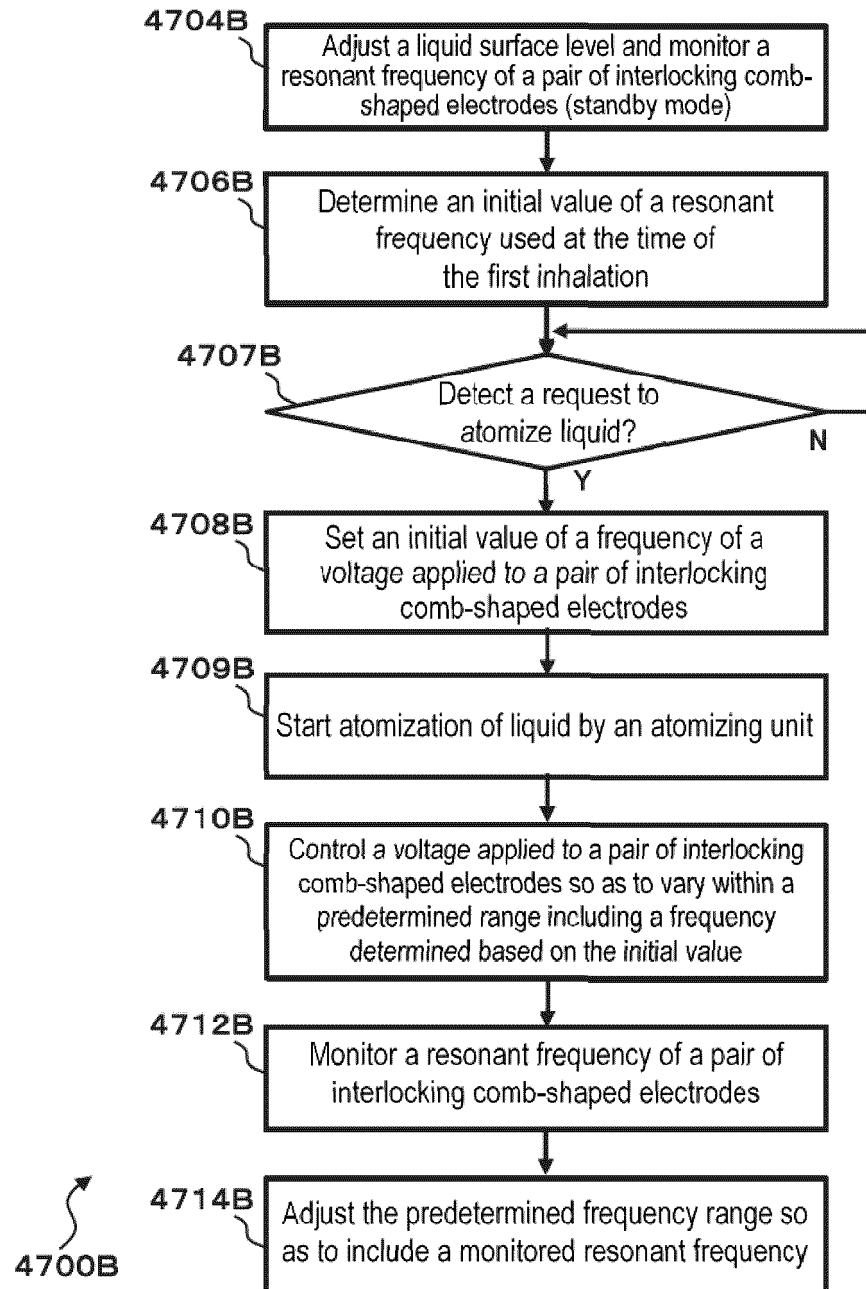 4704B
Adjust a liquid surface level and monitor a
resonant frequency of a pair of interlocking comb-
shaped electrodes (standby mode)
4706B
Determine an initial value of a resonant
frequency used at the time of
the first inhalation
4707B
Detect a request to
atomize liquid?
N
Y
4708B
Set an initial value of a frequency of a
voltage applied to a pair of interlocking
comb-shaped electrodes
4709B
Start atomization of liquid by an atomizing unit
4710B
Control a voltage applied to a pair of interlocking
comb-shaped electrodes so as to vary within a
predetermined range including a frequency
determined based on the initial value
4712B
Monitor a resonant frequency of a pair of
interlocking comb-shaped electrodes
4714B
Adjust the predetermined frequency range so
as to include a monitored resonant frequency
4700B